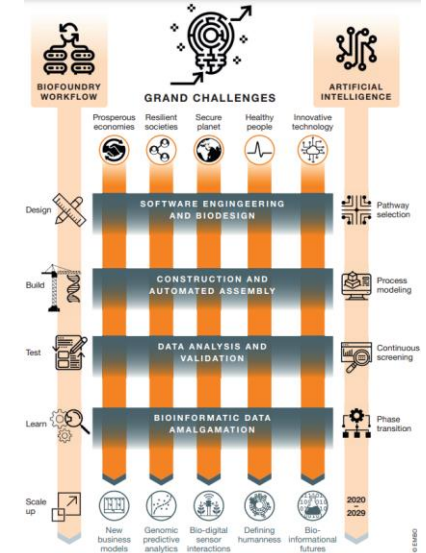 BIOFOUNDRY
WORKFLOW
GRAND CHALLENGES
ARTIFICIAL
INTELLIGENCE
Prosperous
economies
Resilient
societies
Secure
planet
Healthy
people
Innovative
technology
Design
SOFTWARE ENGINGEERING
AND BIODESIGN
Pathway
selection
Build
CONSTRUCTION AND
AUTOMATED ASSEMBLY
Process
modeling
Test
DATA ANALYSIS AND
VALIDATION
Continuous
screening
Learn
BIOINFORMATIC DATA
AMALGAMATION
Phase
transition
Scale
up
New
business
models
Genomic
predictive
analytics
Bio-digital
sensor
interactions
Defining
humanness
Bio-
informational
futures
2020
–
2029
© EMBO